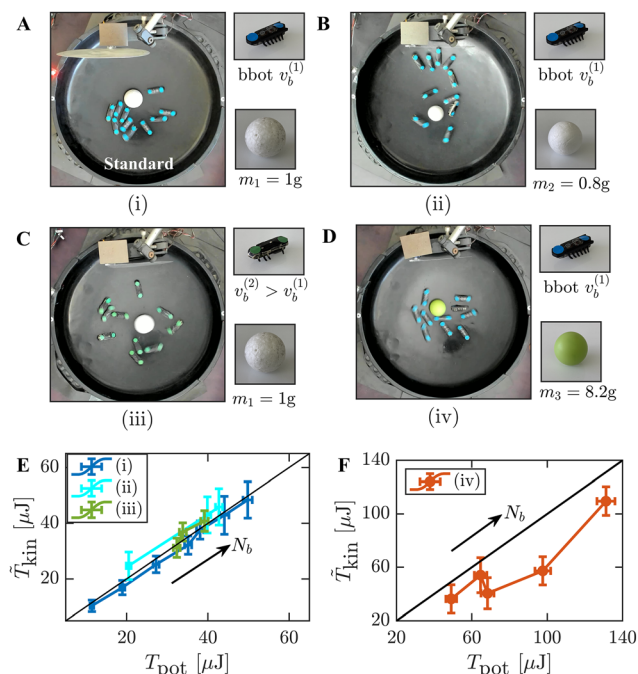 A
bbot v_b^{(1)}
Standard
m_1 = 1g
(i)
B
bbot v_b^{(1)}
m_2 = 0.8g
(ii)
C
v_b^{(2)} > v_b^{(1)}
m_1 = 1g
(iii)
D
bbot v_b^{(1)}
m_3 = 8.2g
(iv)
E
(i)
(ii)
(iii)
60
40
20
T̃_kin [μJ]
N_b
20 40 60
T_pot [μJ]
F
(iv)
140
100
60
20
T̃_kin [μJ]
N_b
20 60 100 140
T_pot [μJ]